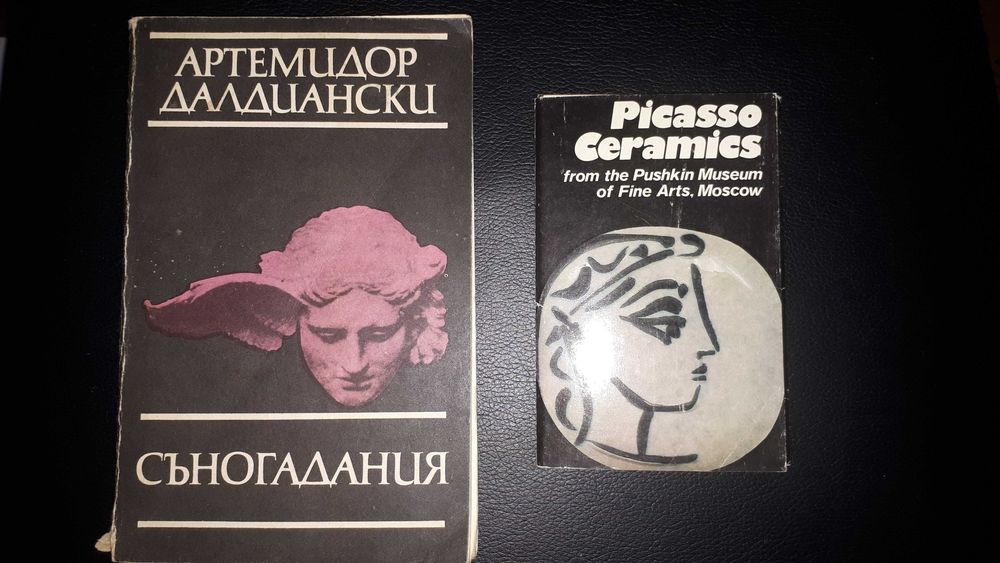 АРТЕМИДОР
ДАЛДИАНСКИ
СЪНОГАДАНИЯ
Picasso
Ceramics
from the Pushkin Museum
of Fine Arts, Moscow